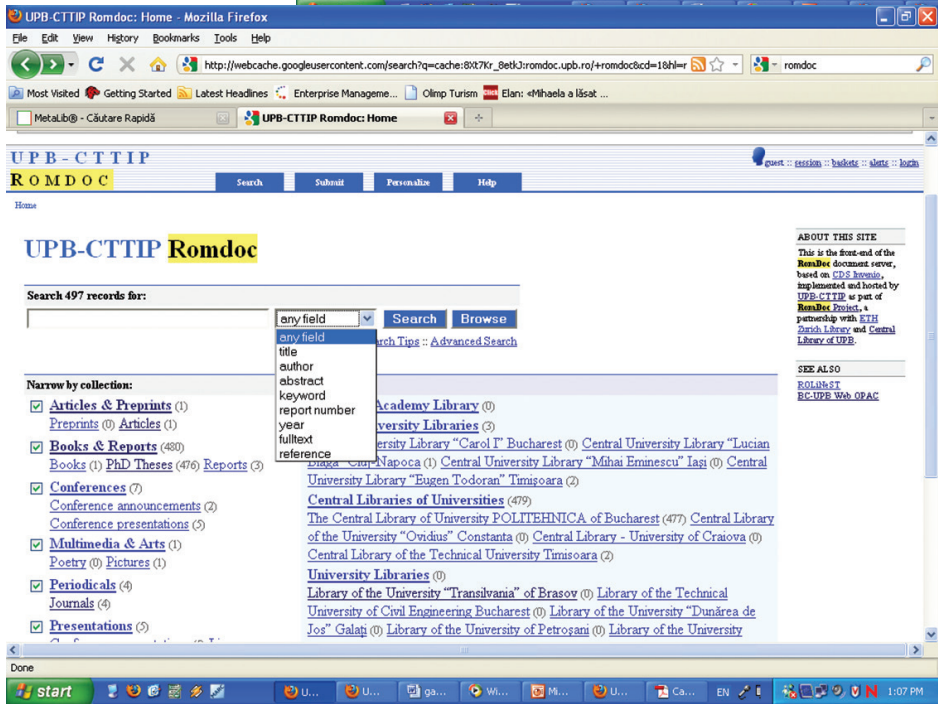 UPB-CTTIP Romdoc: Home - Mozilla Firefox
File Edit View History Bookmarks Tools Help
http://webcache.googleusercontent.com/search?q=cache:8Xt7Kr_8etkJ:romdoc.upb.ro/+romdoc&cd=1&hl=r
romdoc
Most Visited Getting Started Latest Headlines Enterprise Manageme... Olimp Turism Elan: «Mihaela a lăsat ...
MetaLib® - Căutare Rapidă UPB-CTTIP Romdoc: Home
UPB-CTTIP
ROMDOC
guest :: session :: baskets :: alerts :: login
Search Submit Personalize Help
Home
UPB-CTTIP Romdoc
Search 497 records for:
any field Search Browse
any field
title
author
abstract
keyword
report number
year
fulltext
reference
rch Tips :: Advanced Search
Narrow by collection:
Articles & Preprints (1)
Preprints (0) Articles (1)
Books & Reports (480)
Books (1) PhD Theses (476) Reports (3)
Conferences (7)
Conference announcements (2)
Conference presentations (5)
Multimedia & Arts (1)
Poetry (0) Pictures (1)
Periodicals (4)
Journals (4)
Presentations (5)
Academy Library (0)
versity Libraries (3)
ersity Library "Carol I" Bucharest (0) Central University Library "Lucian
Blaga" Cluj-Napoca (1) Central University Library "Mihai Eminescu" Iaşi (0) Central
University Library "Eugen Todoran" Timişoara (2)
Central Libraries of Universities (479)
The Central Library of University POLITEHNICA of Bucharest (477) Central Library
of the University "Ovidius" Constanta (0) Central Library - University of Craiova (0)
Central Library of the Technical University Timisoara (2)
University Libraries (0)
Library of the University "Transilvania" of Brasov (0) Library of the Technical
University of Civil Engineering Bucharest (0) Library of the University "Dunărea de
Jos" Galaţi (0) Library of the University of Petroşani (0) Library of the University
ABOUT THIS SITE
This is the front-end of the
RomDoc document server,
based on CDS Invenio,
implemented and hosted by
UPB-CTTIP as part of
RomDoc Project, a
partnership with ETH
Zurich Library and Central
Library of UPB.
SEE ALSO
ROLiNeST
BC-UPB Web OPAC
Done
start U... U... ga... Wi... Mi... U... Ca... EN 1:07 PM